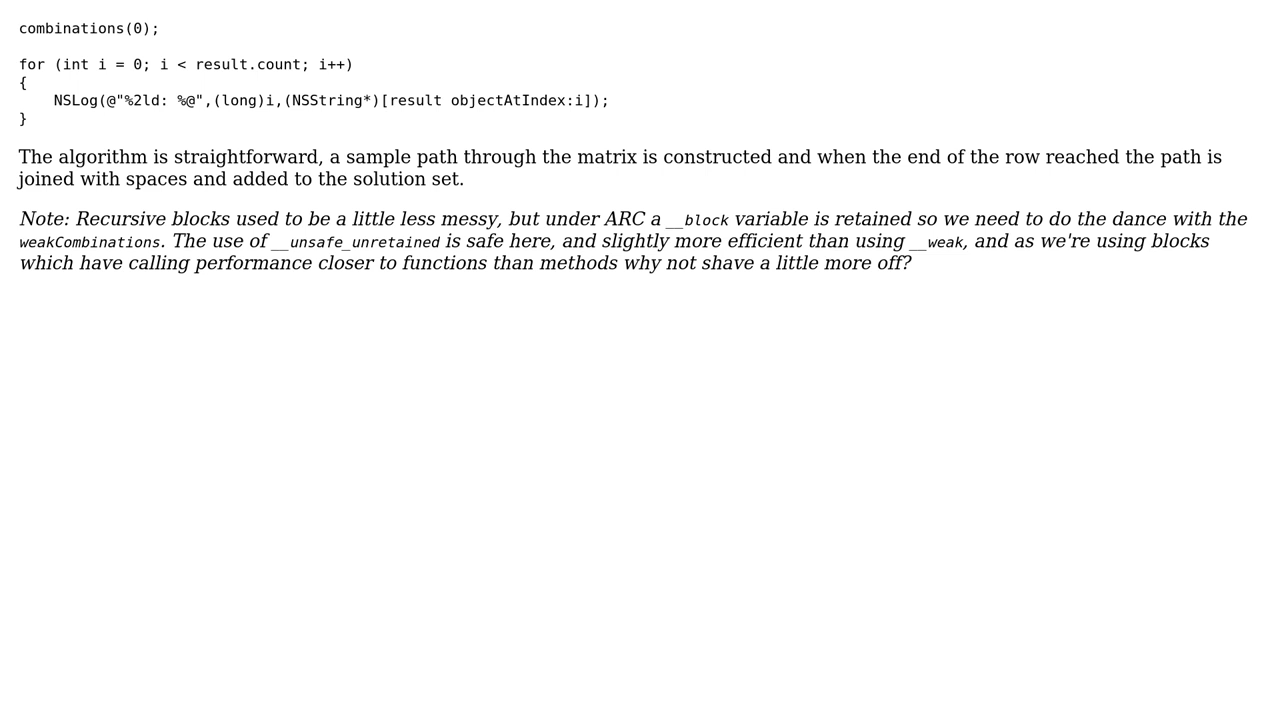 combinations(0);
for (int i = 0; i < result.count; i++)
{
    NSLog(@"%2ld: %@",(long)i,(NSString*)[result objectAtIndex:i]);
}
The algorithm is straightforward, a sample path through the matrix is constructed and when the end of the row reached the path is
joined with spaces and added to the solution set.
Note: Recursive blocks used to be a little less messy, but under ARC a __block variable is retained so we need to do the dance with the
weakCombinations. The use of __unsafe_unretained is safe here, and slightly more efficient than using __weak, and as we're using blocks
which have calling performance closer to functions than methods why not shave a little more off?